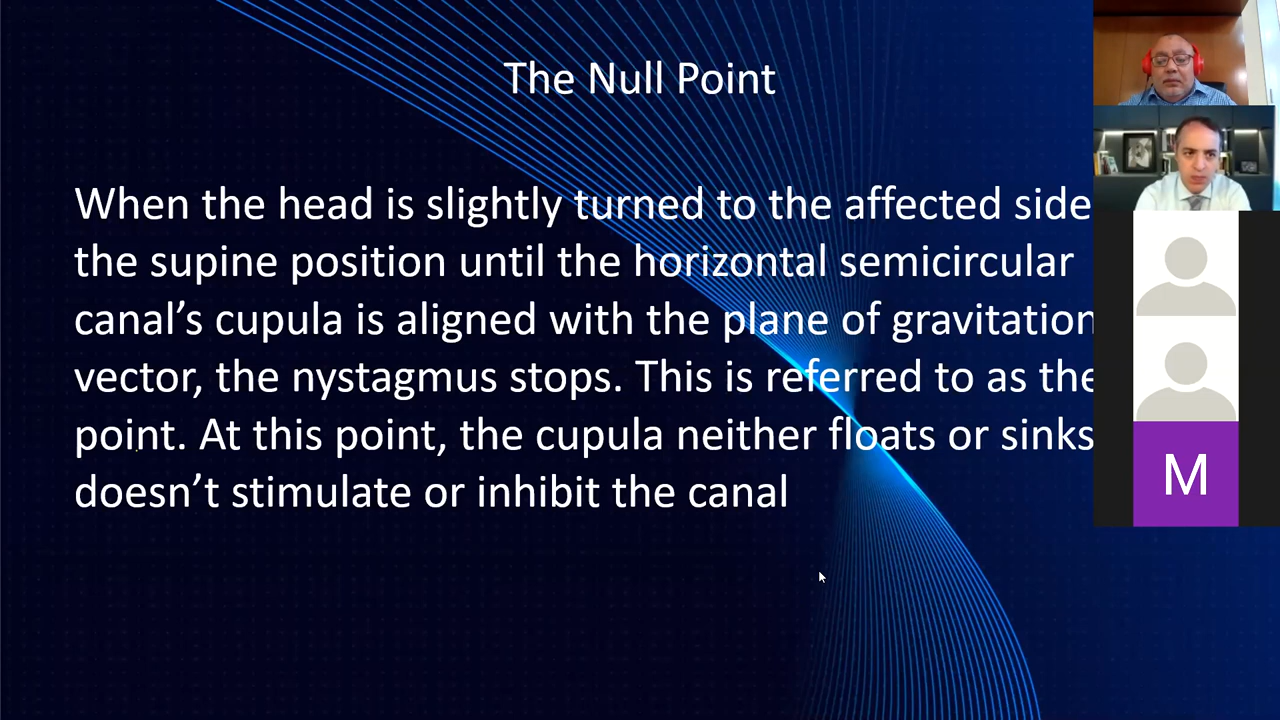 The Null Point
When the head is slightly turned to the affected side
the supine position until the horizontal semicircular
canal’s cupula is aligned with the plane of gravitation
vector, the nystagmus stops. This is referred to as the
point. At this point, the cupula neither floats or sinks
doesn’t stimulate or inhibit the canal
M